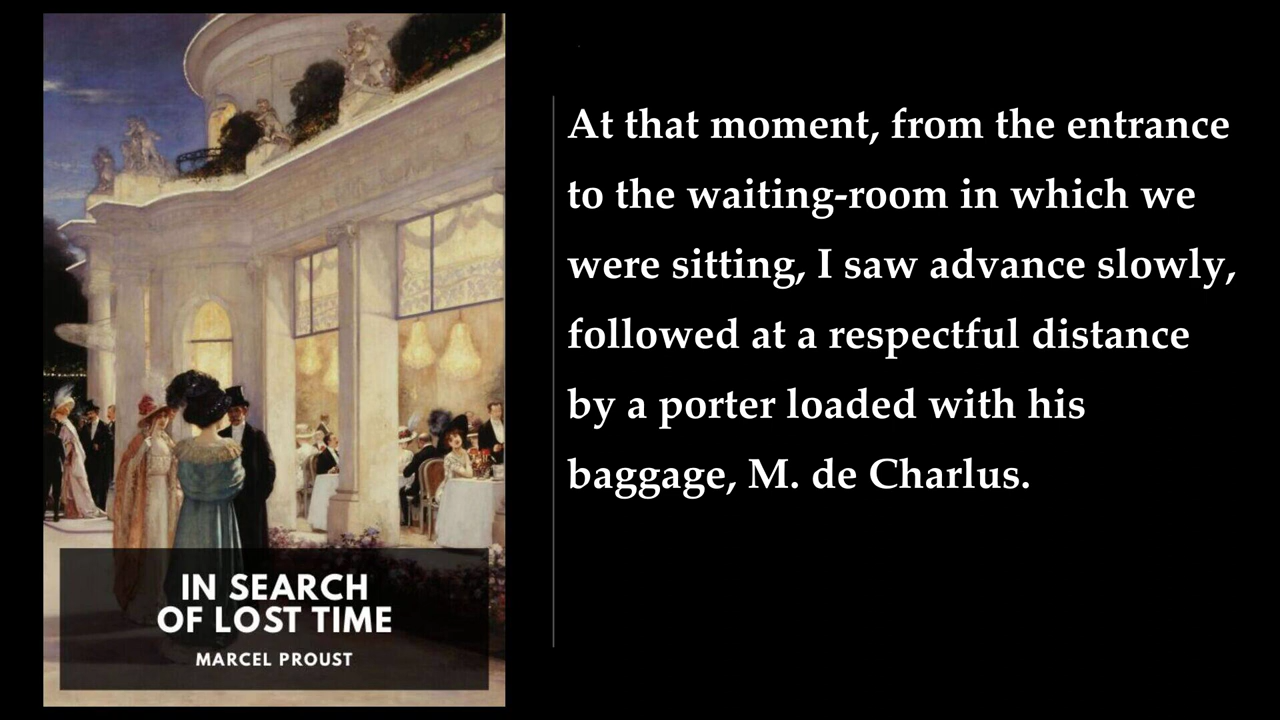 IN SEARCH
OF LOST TIME
MARCEL PROUST
At that moment, from the entrance
to the waiting-room in which we
were sitting, I saw advance slowly,
followed at a respectful distance
by a porter loaded with his
baggage, M. de Charlus.